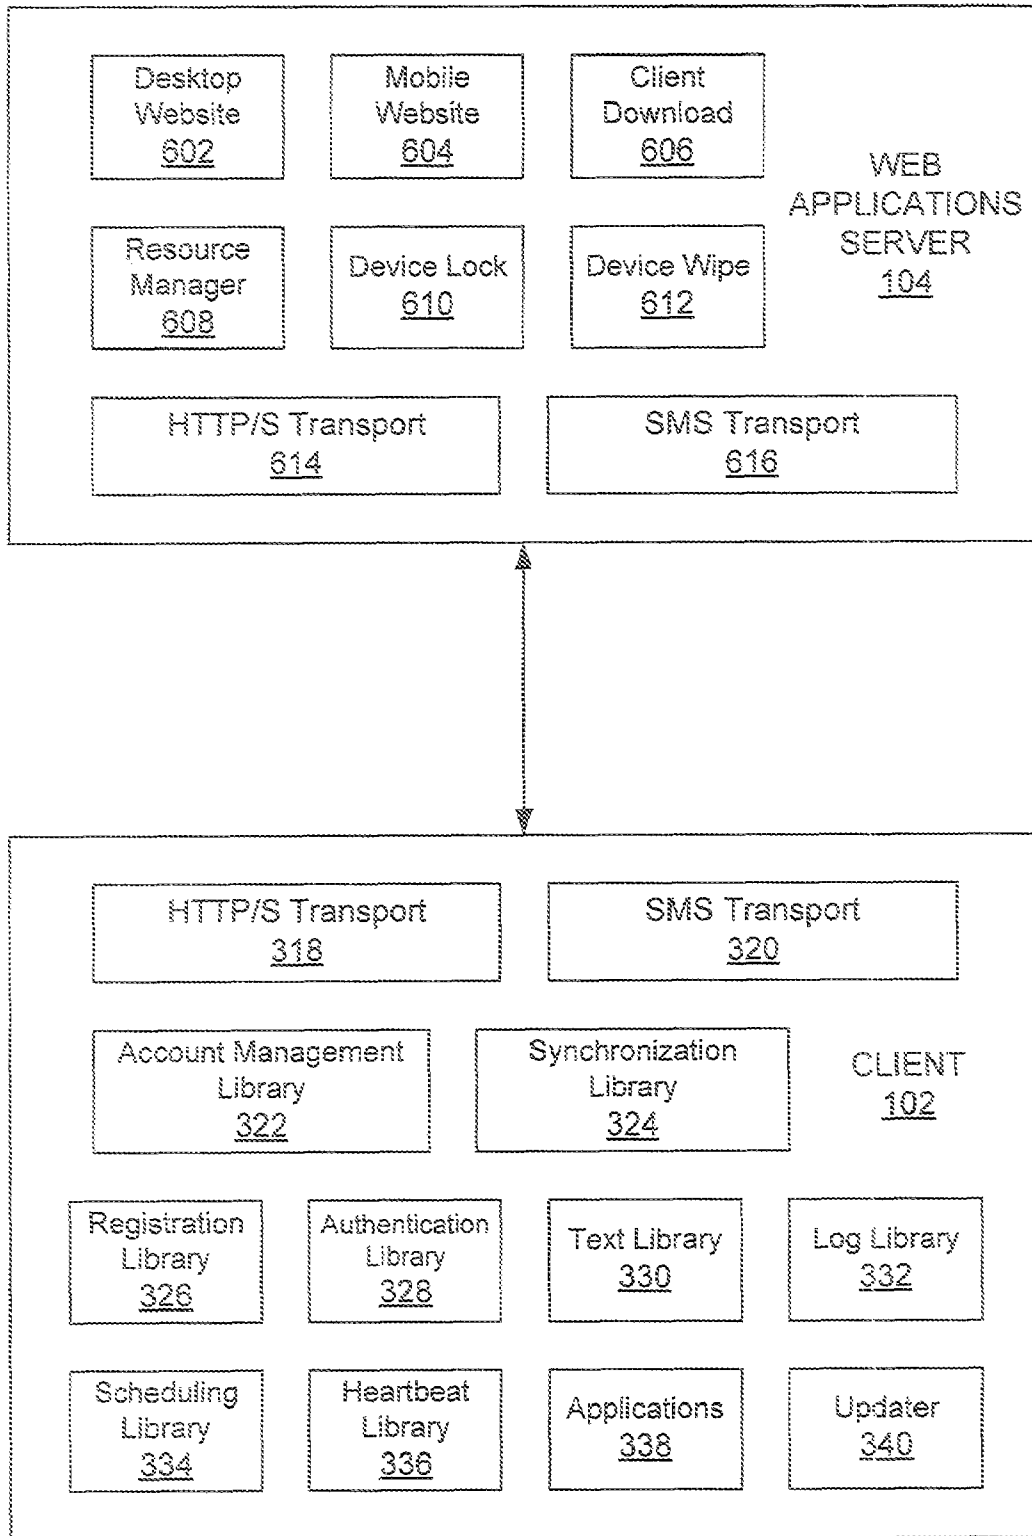 Desktop
Website
602
Mobile
Website
604
Client
Download
606
WEB
APPLICATIONS
SERVER
104
Resource
Manager
608
Device Lock
610
Device Wipe
612
HTTP/S Transport
614
SMS Transport
616
HTTP/S Transport
318
SMS Transport
320
Account Management
Library
322
Synchronization
Library
324
CLIENT
102
Registration
Library
326
Authentication
Library
328
Text Library
330
Log Library
332
Scheduling
Library
334
Heartbeat
Library
336
Applications
338
Updater
340